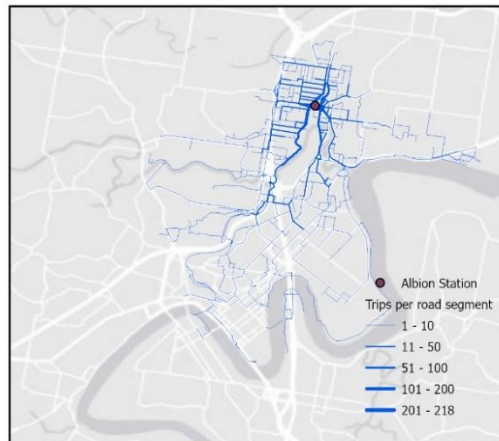 Albion Station
Trips per road segment
1 - 10
11 - 50
51 - 100
101 - 200
201 - 218